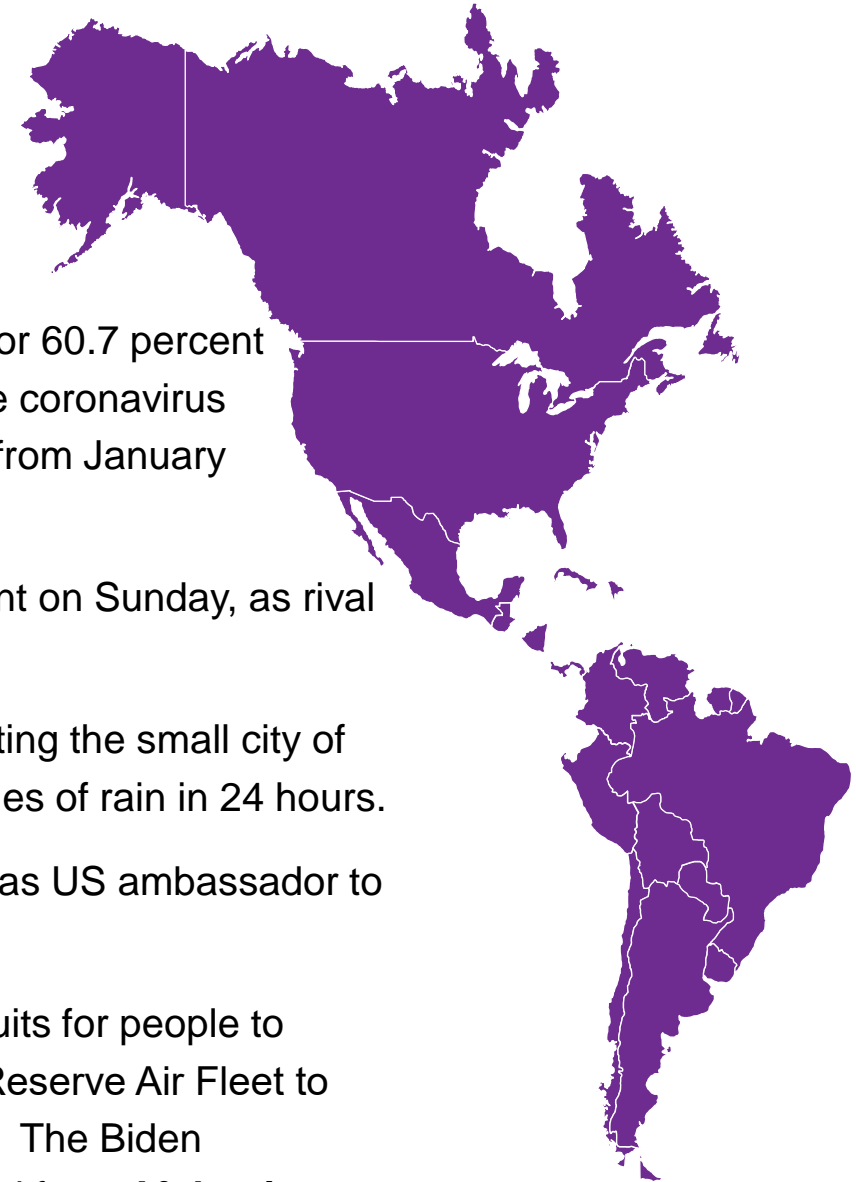 or 60.7 percent
e coronavirus
from January
nt on Sunday, as rival
ting the small city of
es of rain in 24 hours.
as US ambassador to
uits for people to
Reserve Air Fleet to
The Biden